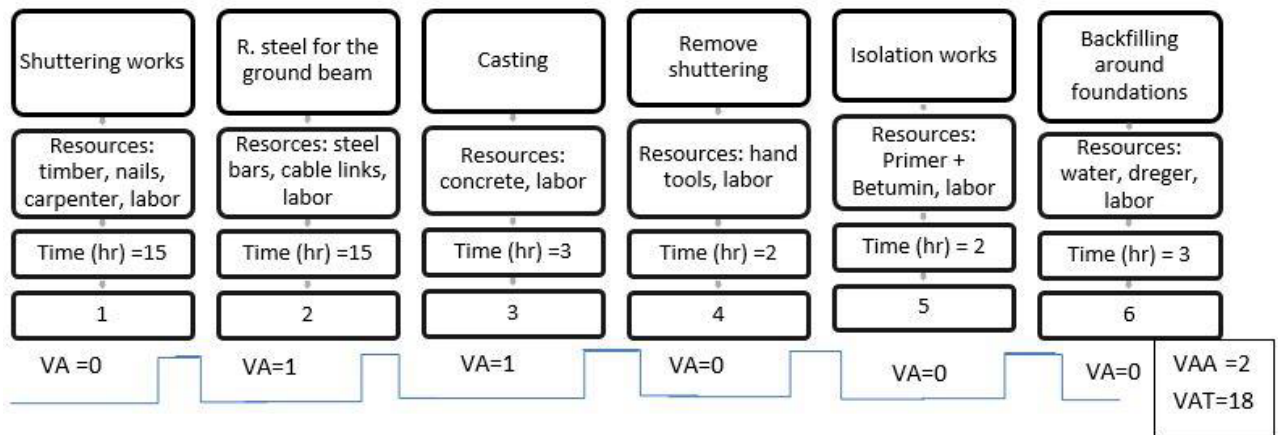 Shuttering works
Resources:
timber, nails,
carpenter, labor
Time (hr) =15
1
VA =0
R. steel for the
ground beam
Resorces: steel
bars, cable links,
labor
Time (hr) =15
2
VA=1
Casting
Resources:
concrete, labor
Time (hr) =3
3
VA=1
Remove
shuttering
Resources: hand
tools, labor
Time (hr) =2
4
VA=0
Isolation works
Resources:
Primer +
Betumin, labor
Time (hr) = 2
5
VA=0
Backfilling
around
foundations
Resources:
water, dreger,
labor
Time (hr) = 3
6
VA=0
VAA =2
VAT=18